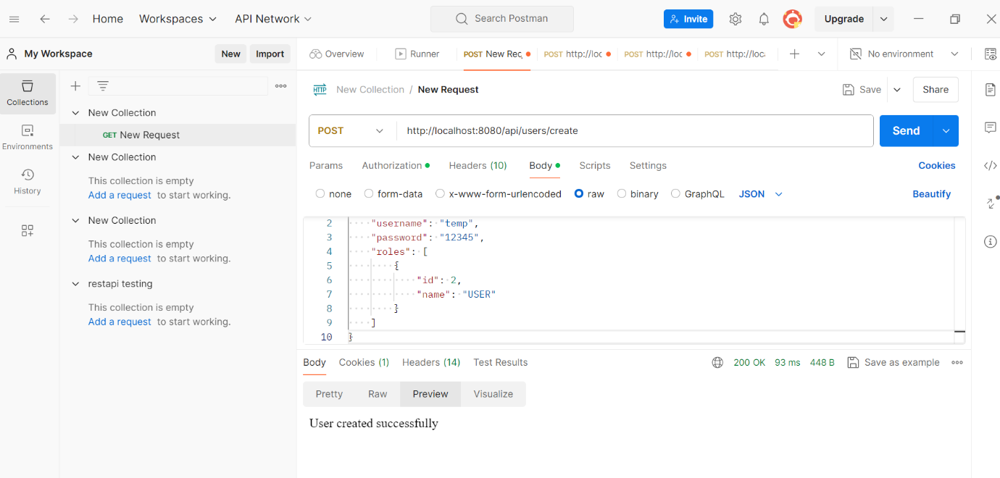 Home Workspaces API Network Search Postman Invite Upgrade
My Workspace New Import Overview Runner POST New Req POST http://loc POST http://loc POST http://loca No environment
Collections
Environments
History
New Collection
GET New Request
New Collection
This collection is empty
Add a request to start working.
New Collection
This collection is empty
Add a request to start working.
restapi testing
This collection is empty
Add a request to start working.
HTTP New Collection / New Request Save Share
POST http://localhost:8080/api/users/create Send
Params Authorization Headers (10) Body Scripts Settings Cookies
none form-data x-www-form-urlencoded raw binary GraphQL JSON Beautify
2 "username": "temp",
3 "password": "12345",
4 "roles": [
5 {
6 "id": 2,
7 "name": "USER"
8 }
9 ]
10 }
Body Cookies (1) Headers (14) Test Results 200 OK 93 ms 448 B Save as example
Pretty Raw Preview Visualize
User created successfully